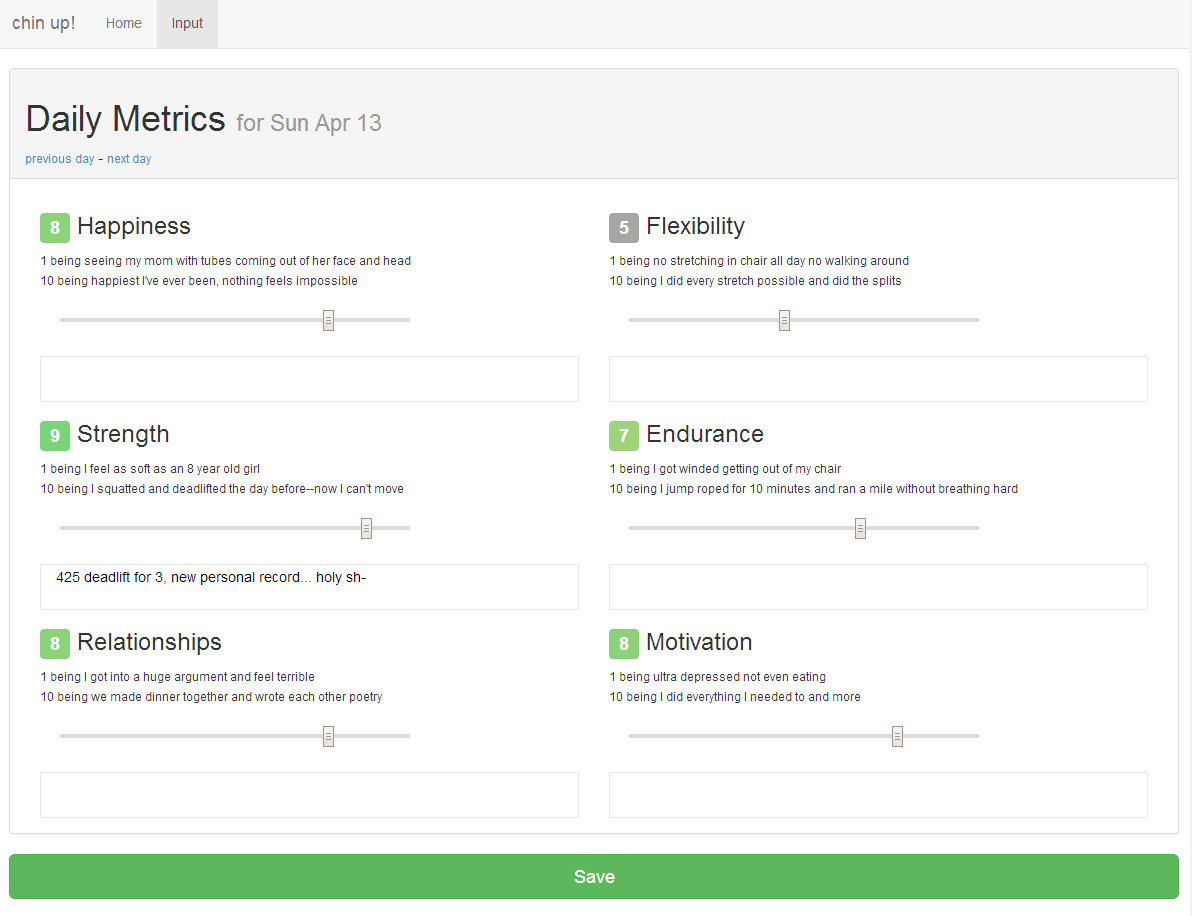 chin up! Home Input
Daily Metrics for Sun Apr 13
previous day - next day
8 Happiness
1 being seeing my mom with tubes coming out of her face and head
10 being happiest I've ever been, nothing feels impossible
5 Flexibility
1 being no stretching in chair all day no walking around
10 being I did every stretch possible and did the splits
9 Strength
1 being I feel as soft as an 8 year old girl
10 being I squatted and deadlifted the day before--now I can't move
425 deadlift for 3, new personal record... holy sh-
7 Endurance
1 being I got winded getting out of my chair
10 being I jump roped for 10 minutes and ran a mile without breathing hard
8 Relationships
1 being I got into a huge argument and feel terrible
10 being we made dinner together and wrote each other poetry
8 Motivation
1 being ultra depressed not even eating
10 being I did everything I needed to and more
Save